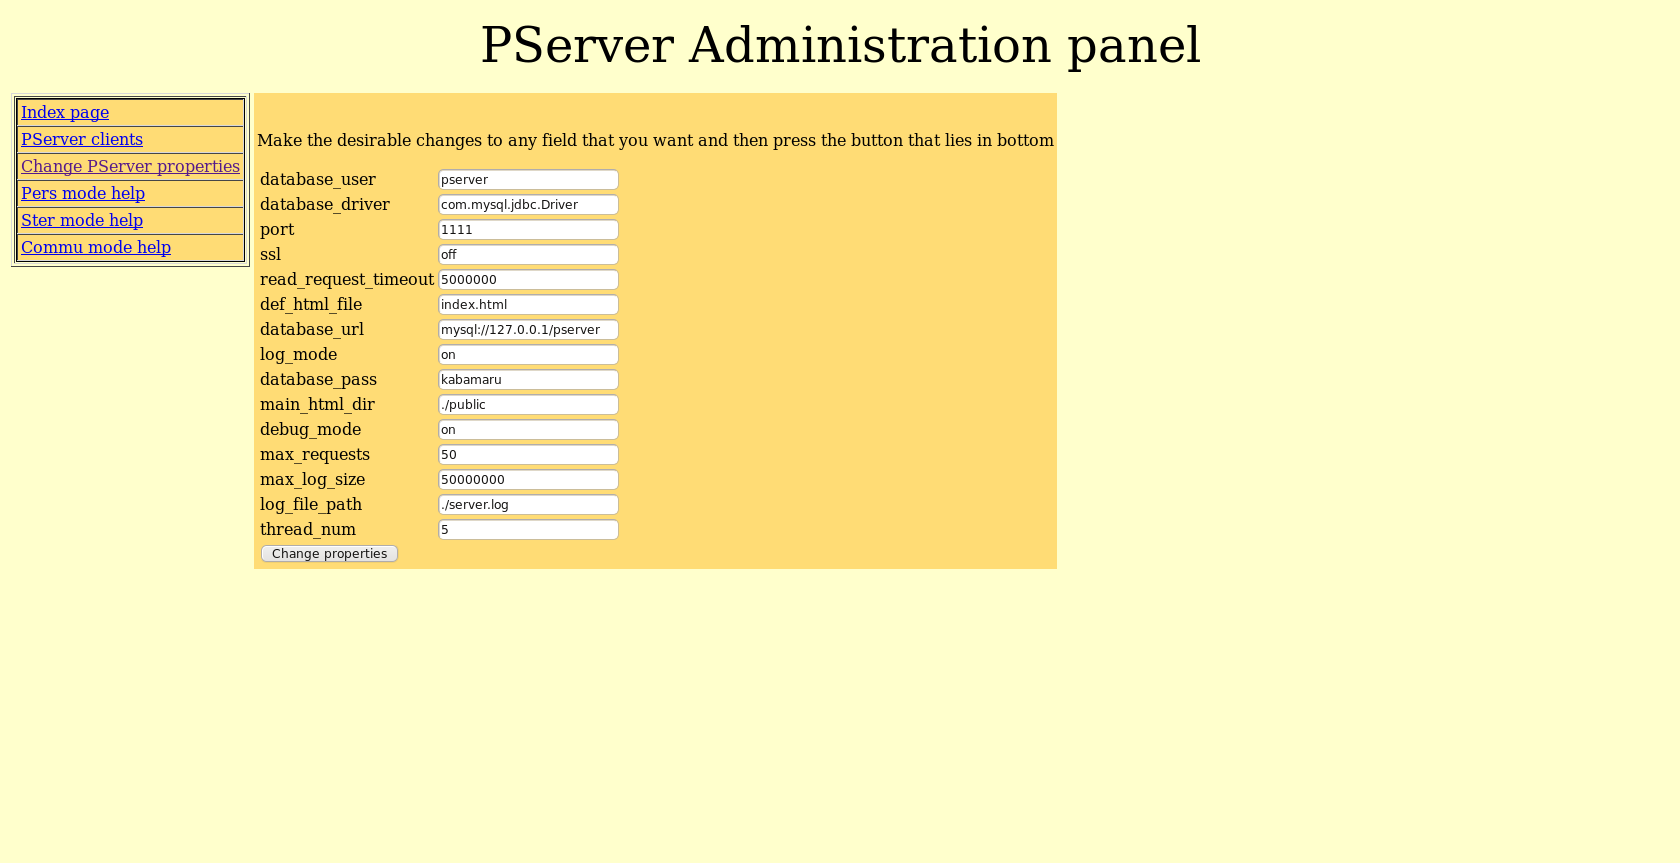 PServer Administration panel
Index page
PServer clients
Change PServer properties
Pers mode help
Ster mode help
Commu mode help
Make the desirable changes to any field that you want and then press the button that lies in bottom
database_user pserver
database_driver com.mysql.jdbc.Driver
port 1111
ssl off
read_request_timeout 5000000
def_html_file index.html
database_url mysql://127.0.0.1/pserver
log_mode on
database_pass kabamaru
main_html_dir ./public
debug_mode on
max_requests 50
max_log_size 50000000
log_file_path ./server.log
thread_num 5
Change properties